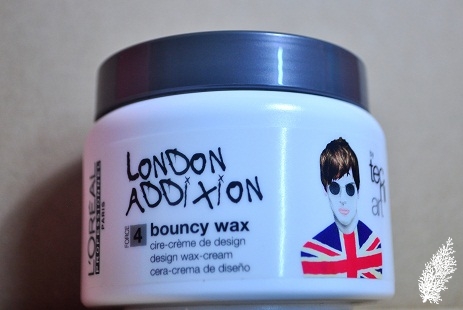 L'ORÉAL
PROFESSIONNEL
PARIS
LONDON
ADDIXION
FORCE
4
bouncy wax
cire-crème de design
design wax-cream
cera-crema de diseño
tecni
art